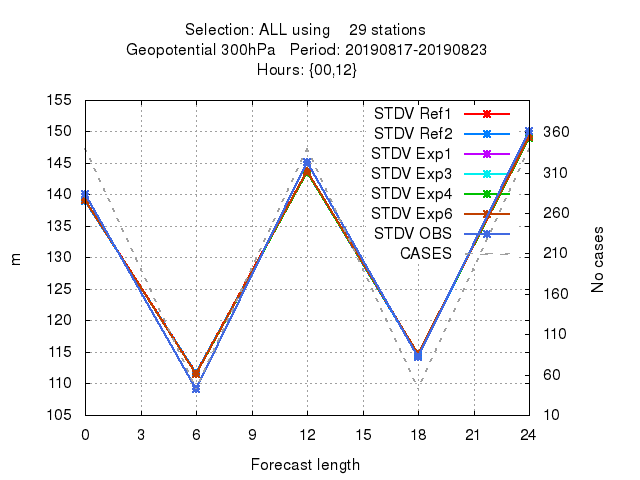 Selection: ALL using 29 stations
Geopotential 300hPa Period: 20190817-20190823
Hours: {00,12}
155
150
145
140
135
130
125
120
115
110
105
m
STDV Ref1
STDV Ref2
STDV Exp1
STDV Exp3
STDV Exp4
STDV Exp6
STDV OBS
CASES
360
310
260
210
160
110
60
10
No cases
0 3 6 9 12 15 18 21 24
Forecast length